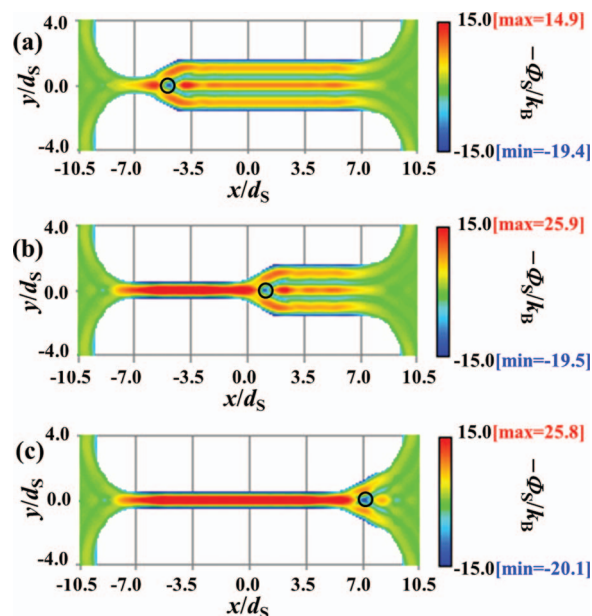 (a)
4.0
0.0
-4.0
y/dS
-10.5 -7.0 -3.5 0.0 3.5 7.0 10.5
x/dS
15.0[max=14.9]
-15.0[min=-19.4]
−ΦS/kB
(b)
4.0
0.0
-4.0
y/dS
-10.5 -7.0 -3.5 0.0 3.5 7.0 10.5
x/dS
15.0[max=25.9]
-15.0[min=-19.5]
−ΦS/kB
(c)
4.0
0.0
-4.0
y/dS
-10.5 -7.0 -3.5 0.0 3.5 7.0 10.5
x/dS
15.0[max=25.8]
-15.0[min=-20.1]
−ΦS/kB